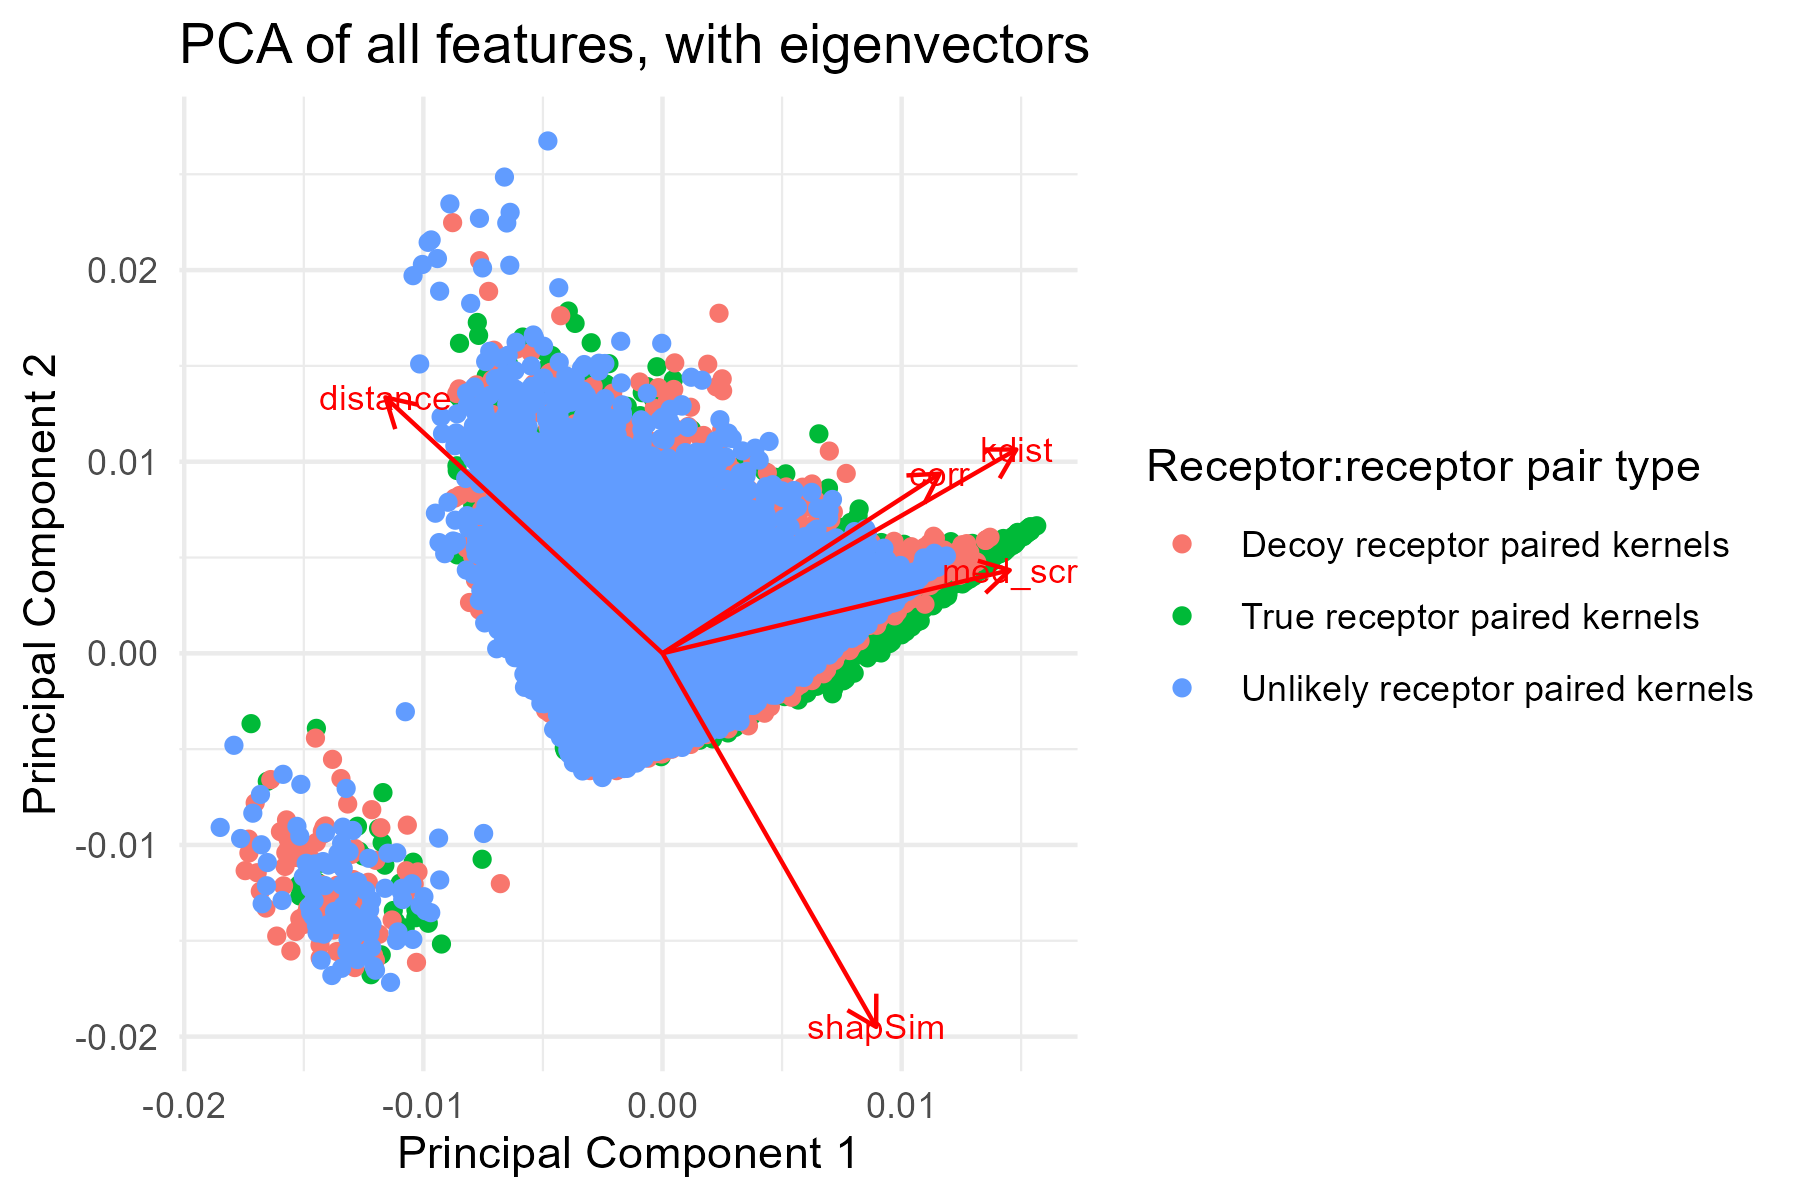 PCA of all features, with eigenvectors
Principal Component 2
0.02
0.01
0.00
-0.01
-0.02
distance
kdist
corr
med_scr
shapSim
-0.02
-0.01
0.00
0.01
Principal Component 1
Receptor:receptor pair type
Decoy receptor paired kernels
True receptor paired kernels
Unlikely receptor paired kernels